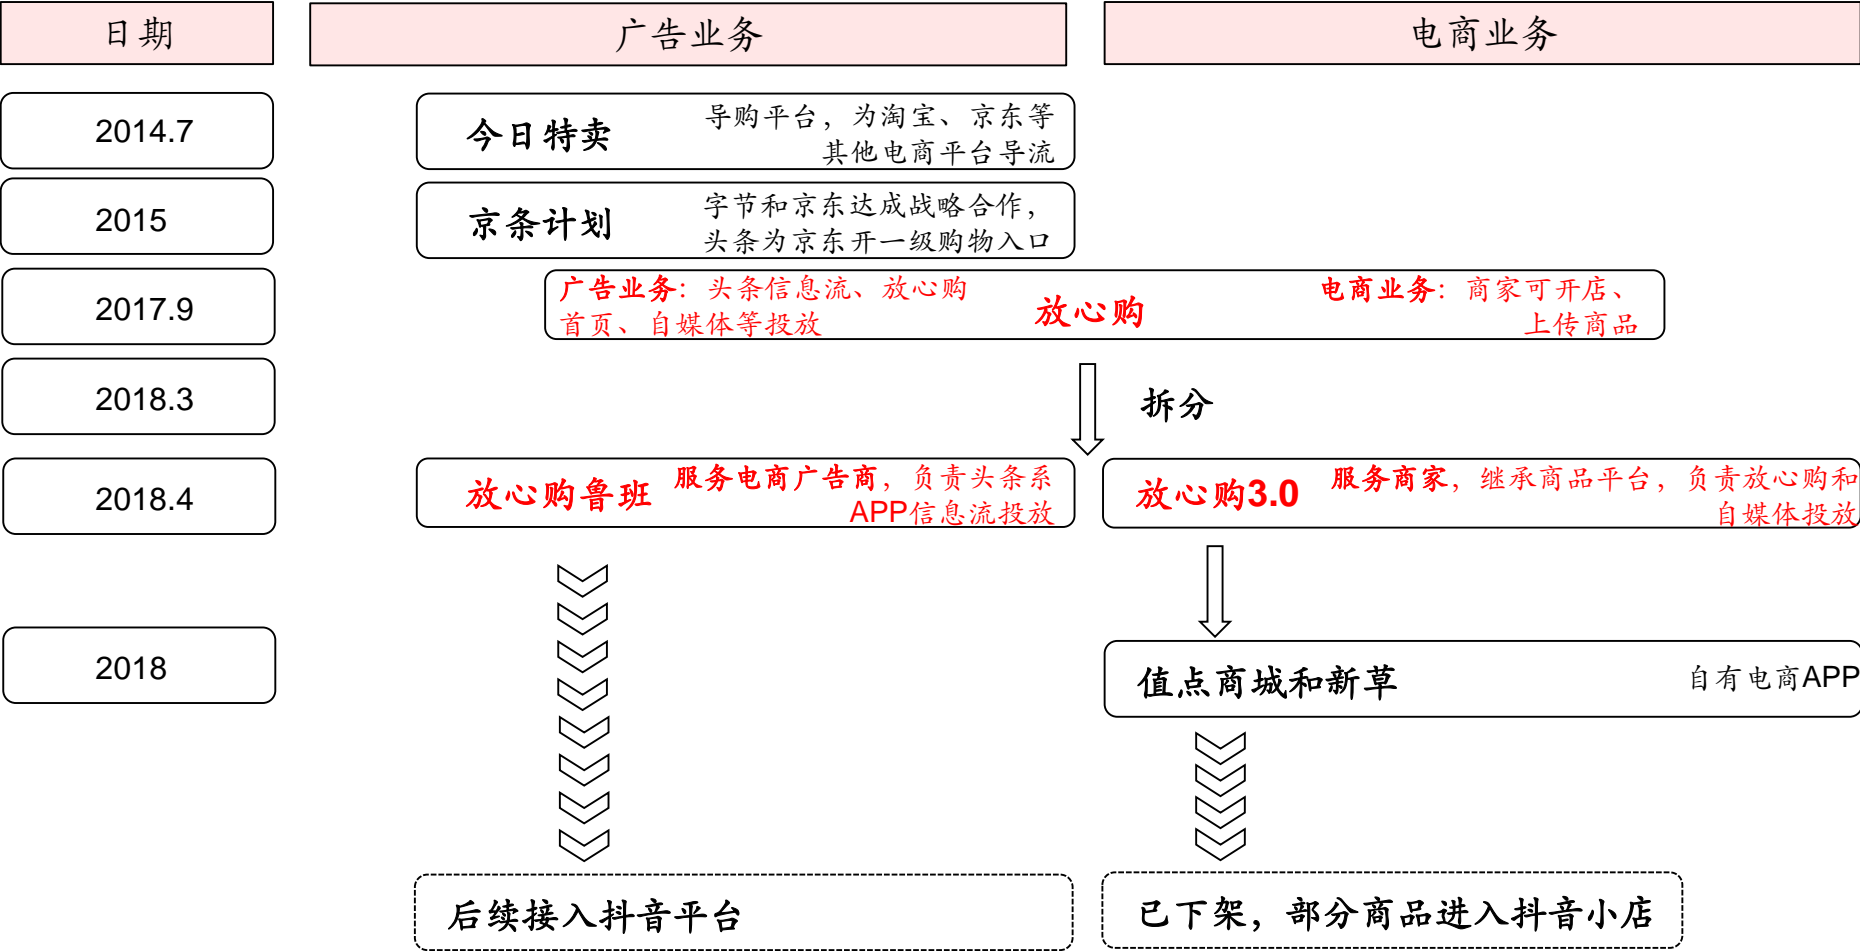 日期
广告业务
电商业务
2014.7
今日特卖
导购平台，为淘宝、京东等
其他电商平台导流
2015
京条计划
字节和京东达成战略合作，
头条为京东开一级购物入口
2017.9
广告业务：头条信息流、放心购
首页、自媒体等投放
放心购
电商业务：商家可开店、
上传商品
2018.3
拆分
2018.4
放心购鲁班
服务电商广告商，负责头条系
APP信息流投放
放心购3.0
服务商家，继承商品平台，负责放心购和
自媒体投放
2018
值点商城和新草
自有电商APP
后续接入抖音平台
已下架，部分商品进入抖音小店